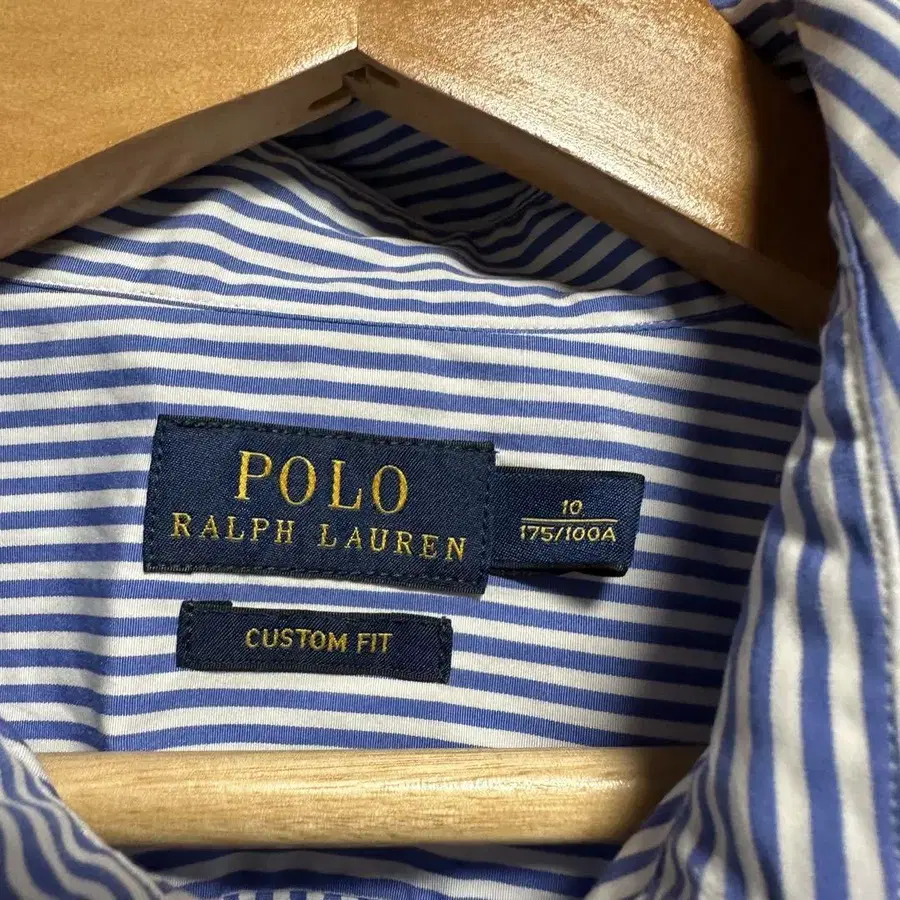 POLO
RALPH LAUREN
10
175/100A
CUSTOM FIT